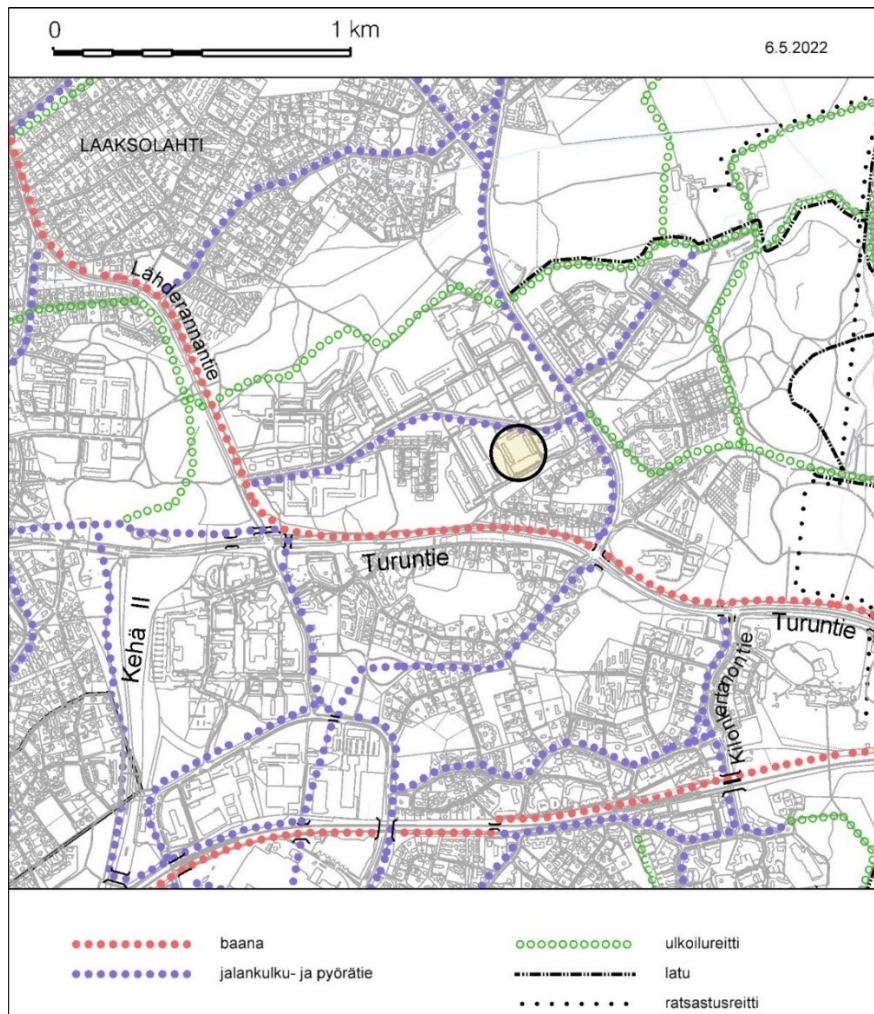 0 1 km
6.5.2022
LAAKSOLAHTI
Lähderannantie
Turuntie
Kehä II
Turuntie
baana
jalankulku- ja pyörätie
ulkoilureitti
latu
ratsastusreitti